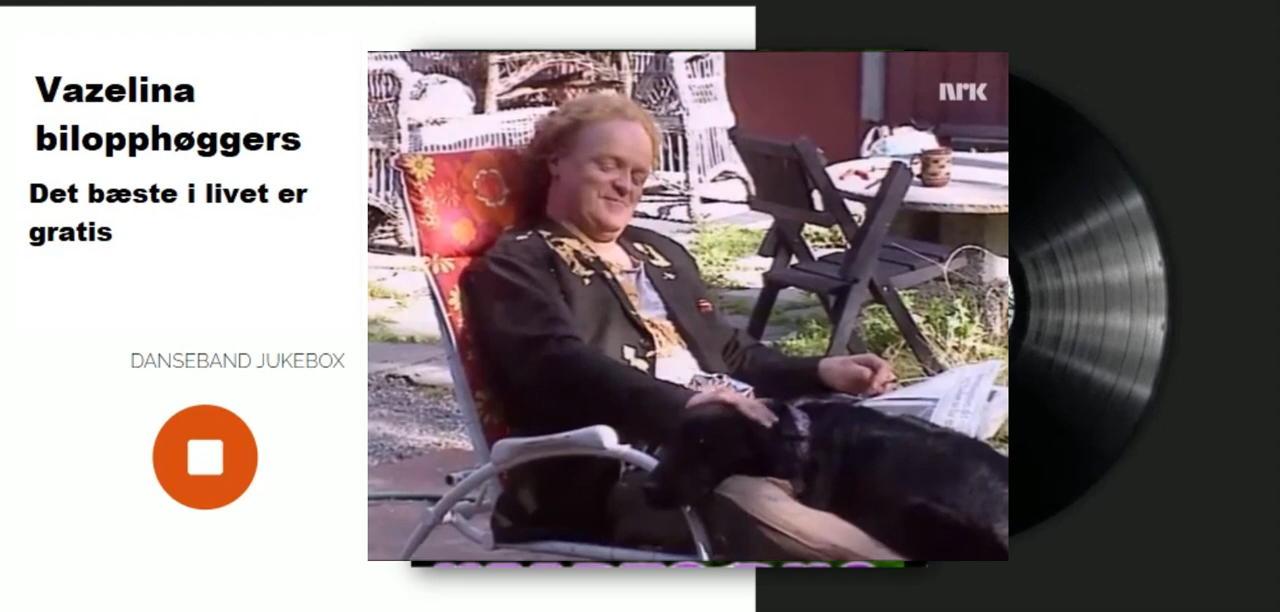 Vazelina
bilopphøggers
Det bæste i livet er
gratis
DANSEBAND JUKEBOX
nrk